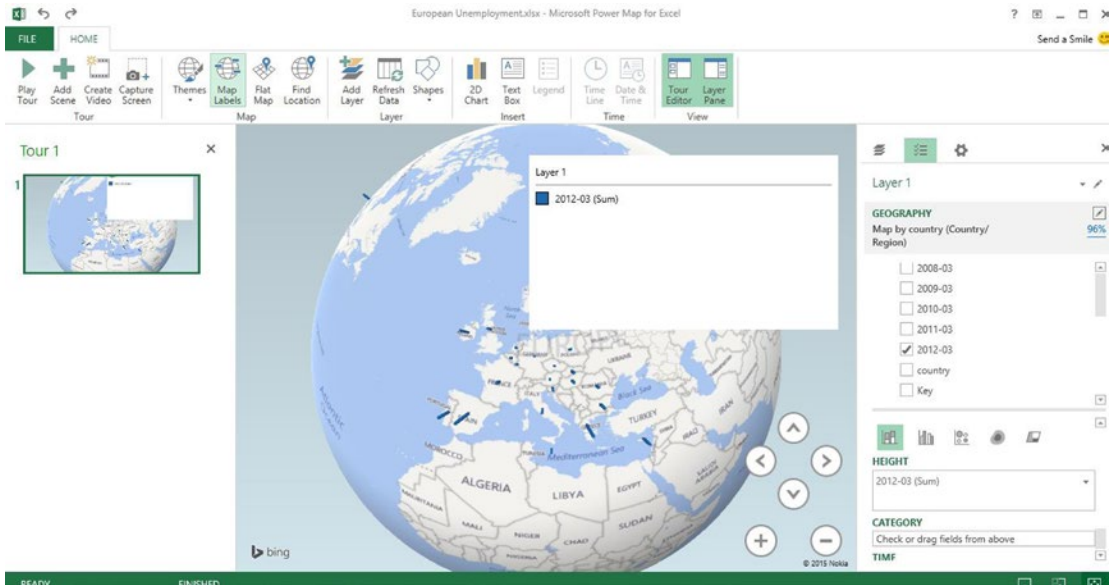 European Unemployment.xlsx - Microsoft Power Map for Excel
FILE
HOME
Send a Smile
Play Tour
Add Scene
Create Video
Capture Screen
Themes
Map Labels
Flat Map
Find Location
Add Layer
Refresh Data
Shapes
2D Chart
Text Box
Legend
Time Line
Date & Time
Tour Editor
Layer Pane
Tour
Map
Layer
Insert
Time
View
Tour 1
1
Layer 1
2012-03 (Sum)
Black Sea
TURKEY
UKRAINE
FRANCE
ITALY
IRAQ
IRAN
MOROCCO
Mediterranean Sea
ALGERIA
LIBYA
EGYPT
MALI
NIGER
CHAD
SUDAN
bing
© 2015 Nokia
Layer 1
GEOGRAPHY
Map by country (Country/
Region)
96%
2008-03
2009-03
2010-03
2011-03
2012-03
country
Key
HEIGHT
2012-03 (Sum)
CATEGORY
Check or drag fields from above
TIME
READY
FINISHED